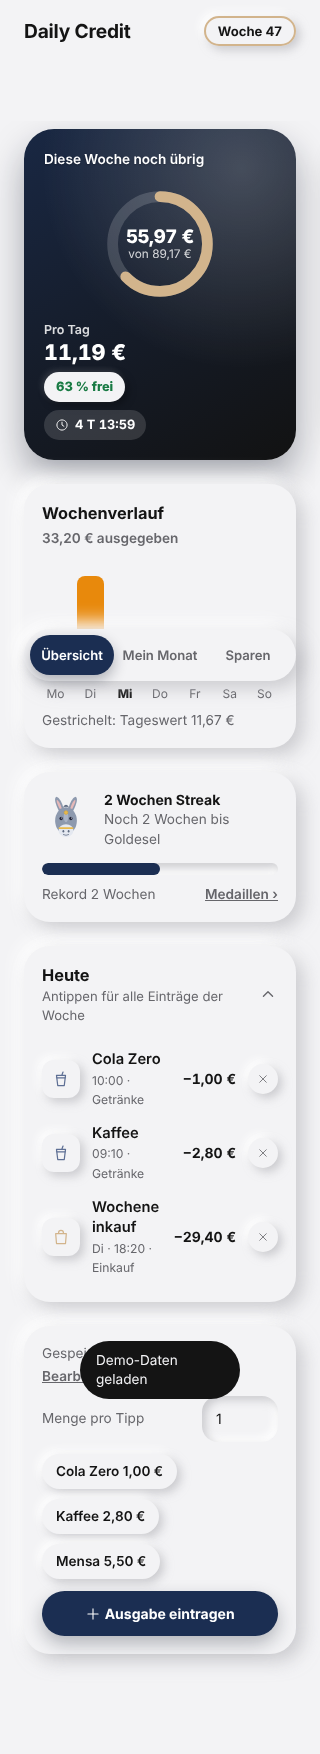 Daily Credit
Woche 47
Diese Woche noch übrig
55,97 €
von 89,17 €
Pro Tag
11,19 €
63 % frei
4 T 13:59
Wochenverlauf
33,20 € ausgegeben
Übersicht Mein Monat Sparen
Mo Di Mi Do Fr Sa So
Gestrichelt: Tageswert 11,67 €
2 Wochen Streak
Noch 2 Wochen bis
Goldesel
Rekord 2 Wochen Medaillen ›
Heute
Antippen für alle Einträge der
Woche
Cola Zero
10:00 ·
Getränke
−1,00 €
Kaffee
09:10 ·
Getränke
−2,80 €
Wochene
inkauf
Di · 18:20 ·
Einkauf
−29,40 €
Demo-Daten
geladen
Menge pro Tipp 1
Cola Zero 1,00 €
Kaffee 2,80 €
Mensa 5,50 €
+ Ausgabe eintragen